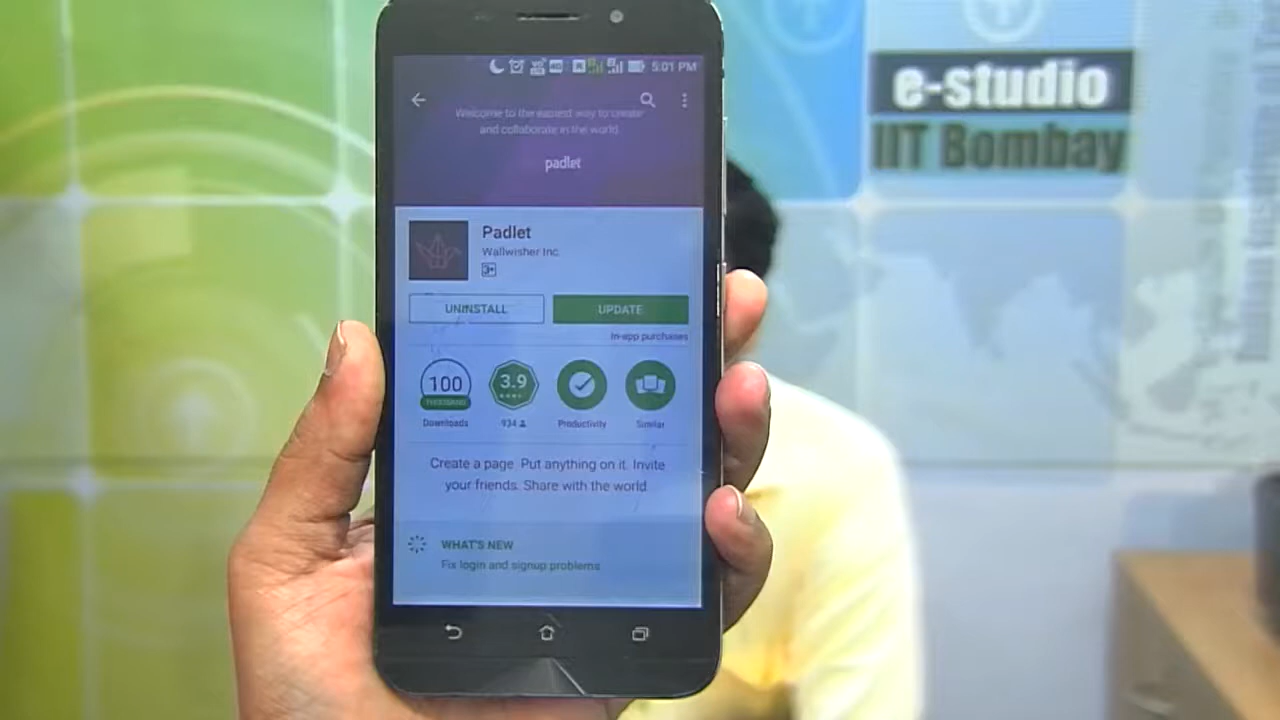 5:01 PM
Welcome to the easiest way to create
and collaborate in the world.
padlet
Padlet
Wallwisher Inc.
3+
UNINSTALL
UPDATE
In-app purchases
100
THOUSAND
Downloads
3.9
934
Productivity
Similar
Create a page. Put anything on it. Invite
your friends. Share with the world.
WHAT'S NEW
Fix login and signup problems
e-studio
IIT Bombay